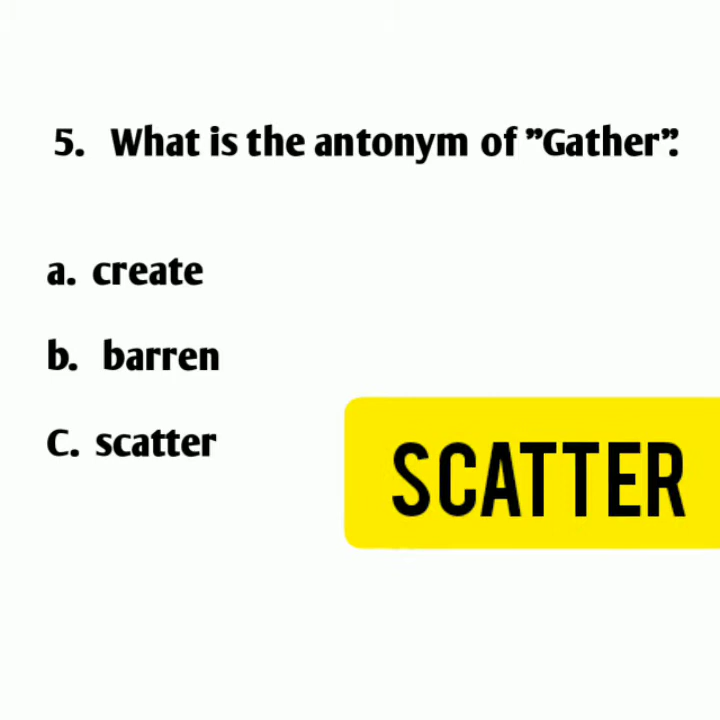 5. What is the antonym of ”Gather”.
a. create
b. barren
C. scatter
SCATTER